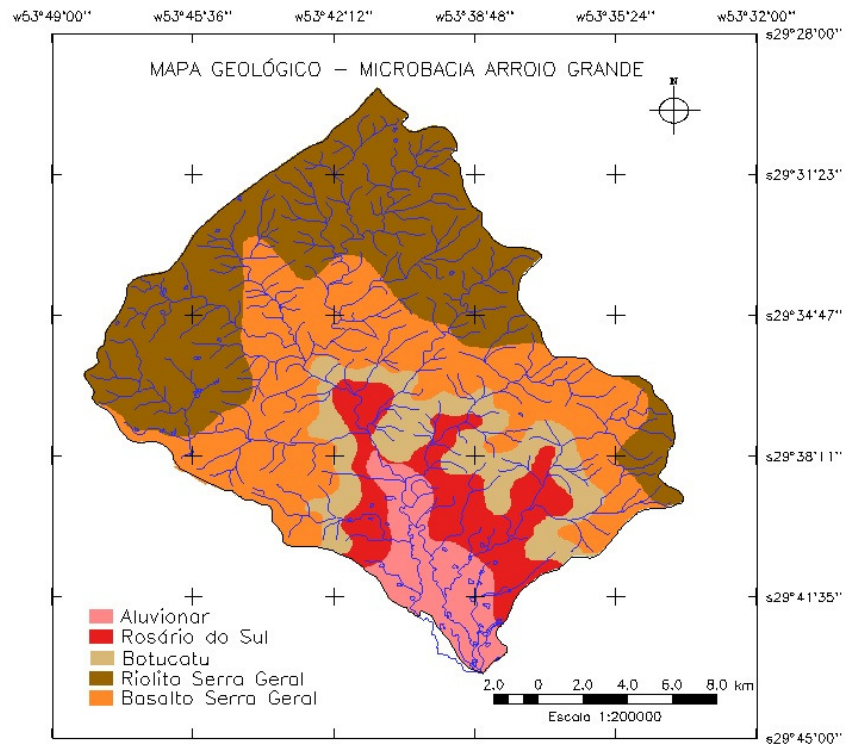 w53°49'00'' w53°45'36'' w53°42'12'' w53°38'48'' w53°35'24'' w53°32'00''
s29°28'00''
MAPA GEOLÓGICO – MICROBACIA ARROIO GRANDE
N
s29°31'23''
s29°34'47''
s29°38'11''
s29°41'35''
Aluvionar
Rosário do Sul
Botucatu
Riolito Serra Geral
Basalto Serra Geral
2.0 0 2.0 4.0 6.0 8.0 km
Escala 1:200000
s29°45'00''